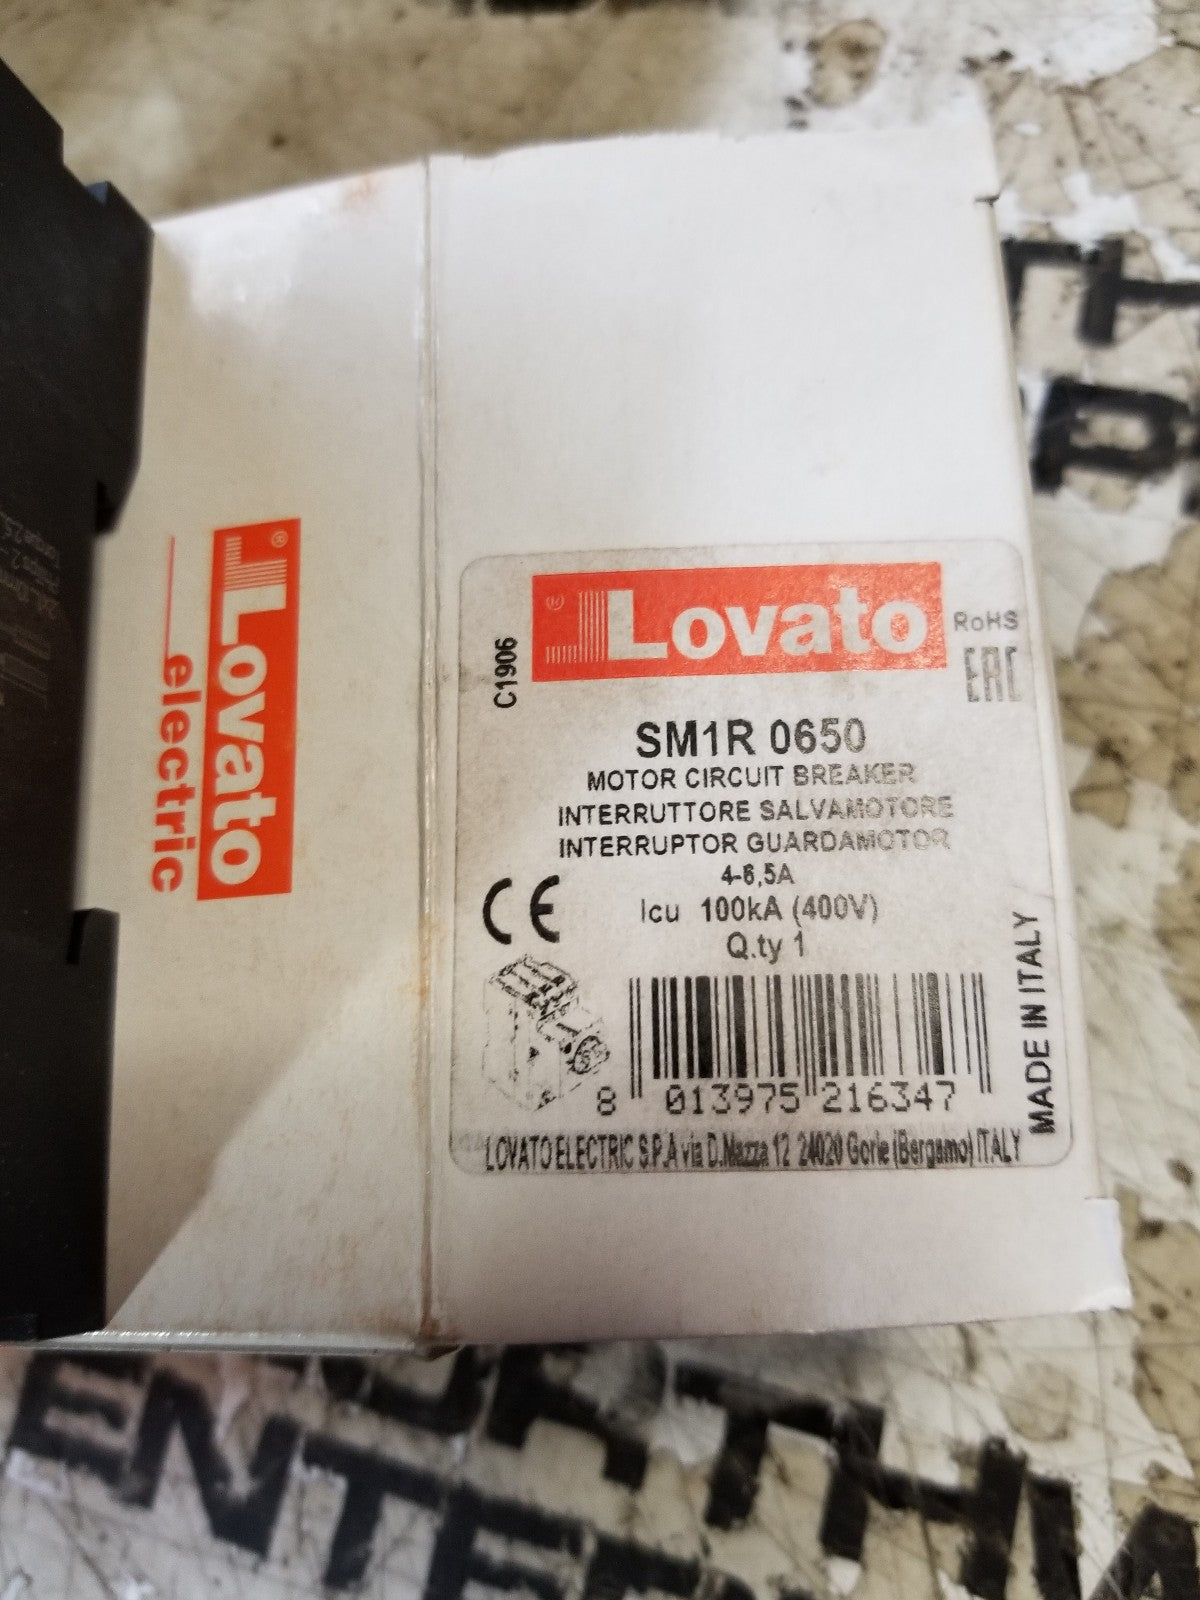 Lovato
electric
®
C1906
® Lovato
RoHS
EAC
SM1R 0650
MOTOR CIRCUIT BREAKER
INTERRUTTORE SALVAMOTORE
INTERRUPTOR GUARDAMOTOR
4-6,5A
CE
Icu 100kA (400V)
Q.ty 1
8 013975 216347
MADE IN ITALY
LOVATO ELECTRIC S.P.A via D.Mazza 12 24020 Gorle (Bergamo) ITALY